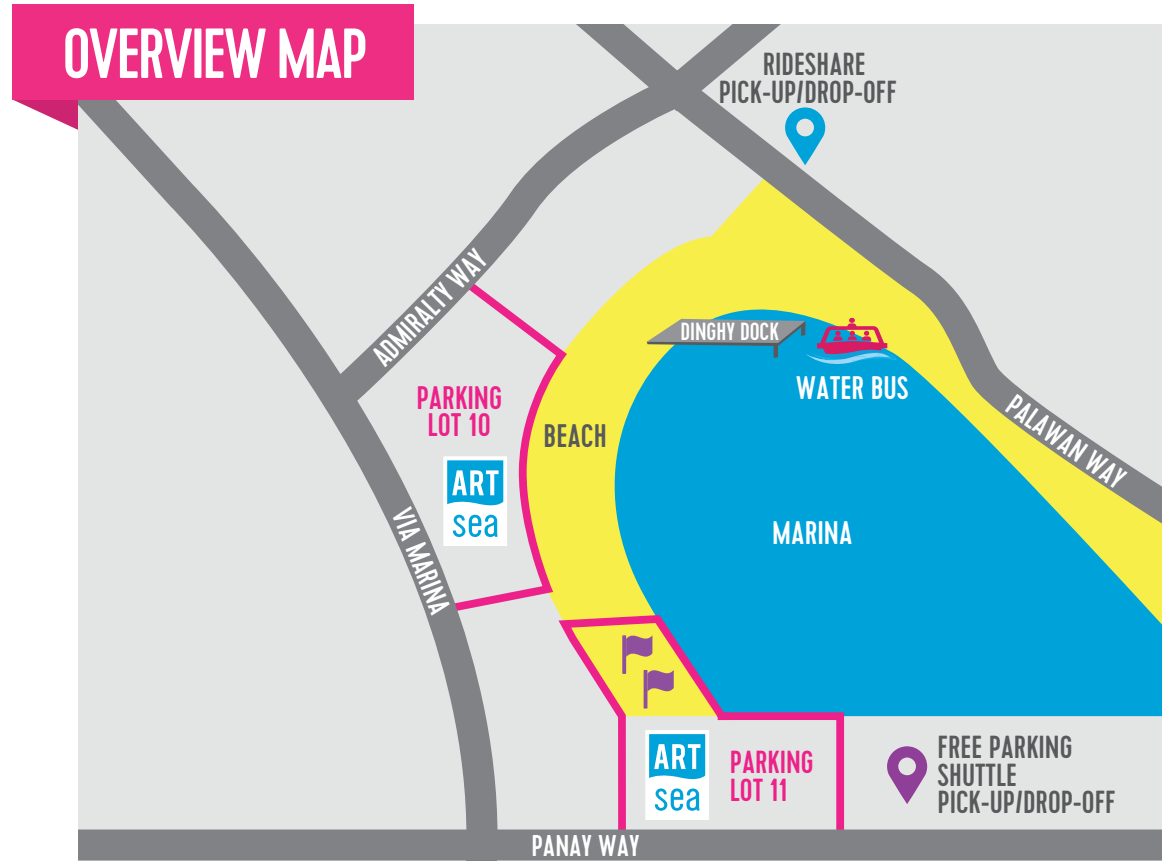 OVERVIEW MAP
RIDESHARE
PICK-UP/DROP-OFF
ADMIRALTY WAY
DINGHY DOCK
WATER BUS
PARKING
LOT 10
BEACH
PALAWAN WAY
ART
sea
VIA MARINA
MARINA
ART
sea
PARKING
LOT 11
FREE PARKING
SHUTTLE
PICK-UP/DROP-OFF
PANAY WAY